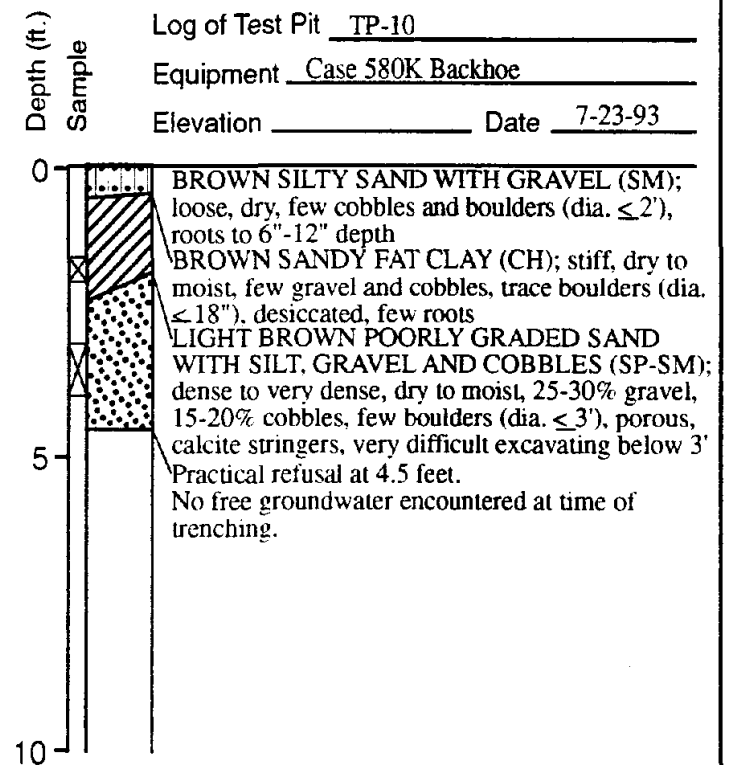 Depth (ft.)
Sample
Log of Test Pit TP-10
Equipment Case 580K Backhoe
Elevation Date 7-23-93
0
BROWN SILTY SAND WITH GRAVEL (SM);
loose, dry, few cobbles and boulders (dia. ≤2'),
roots to 6"-12" depth
BROWN SANDY FAT CLAY (CH); stiff, dry to
moist, few gravel and cobbles, trace boulders (dia.
≤18"), desiccated, few roots
LIGHT BROWN POORLY GRADED SAND
WITH SILT, GRAVEL AND COBBLES (SP-SM);
dense to very dense, dry to moist, 25-30% gravel,
15-20% cobbles, few boulders (dia. ≤3'), porous,
calcite stringers, very difficult excavating below 3'
5
Practical refusal at 4.5 feet.
No free groundwater encountered at time of
trenching.
10